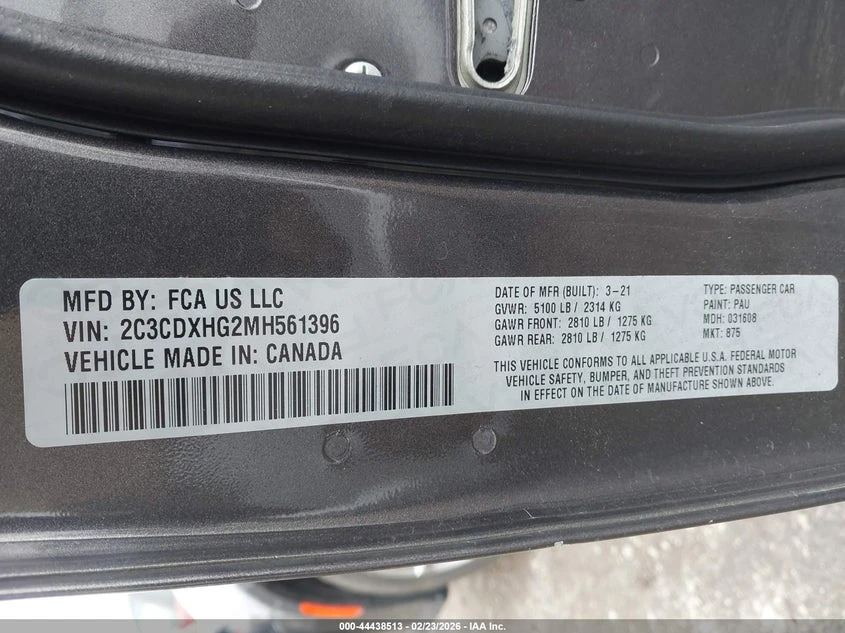 MFD BY: FCA US LLC
VIN: 2C3CDXHG2MH561396
VEHICLE MADE IN: CANADA
DATE OF MFR (BUILT): 3-21
GVWR: 5100 LB / 2314 KG
GAWR FRONT: 2810 LB / 1275 KG
GAWR REAR: 2810 LB / 1275 KG
TYPE: PASSENGER CAR
PAINT: PAU
MDH: 031608
MKT: 875
THIS VEHICLE CONFORMS TO ALL APPLICABLE U.S.A. FEDERAL MOTOR
VEHICLE SAFETY, BUMPER, AND THEFT PREVENTION STANDARDS
IN EFFECT ON THE DATE OF MANUFACTURE SHOWN ABOVE.
000-44438513 - 02/23/2026 - IAA Inc.